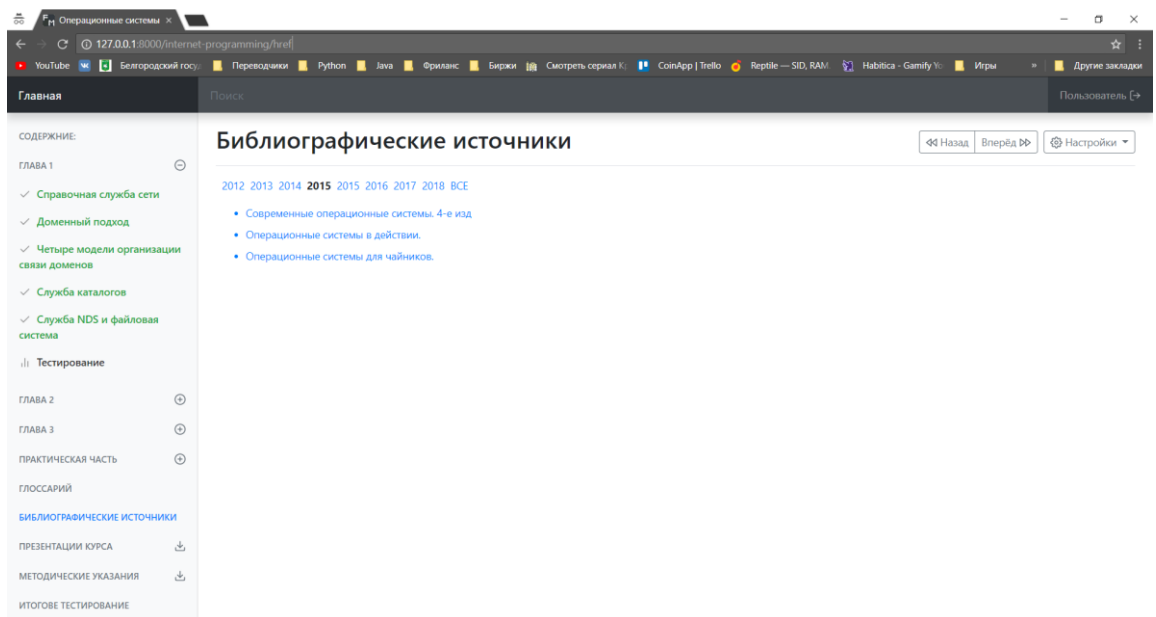 Fм Операционные системы ×
127.0.0.1:8000/internet-programming/href
YouTube Белгородский госу Переводчики Python Java Фриланс Биржи Смотреть сериал CoinApp | Trello Reptile — SID, RAM Habitica - Gamify Yo Игры » Другие закладки
Главная Поиск Пользователь
СОДЕРЖНИЕ:
ГЛАВА 1
Справочная служба сети
Доменный подход
Четыре модели организации
связи доменов
Служба каталогов
Служба NDS и файловая
система
Тестирование
ГЛАВА 2
ГЛАВА 3
ПРАКТИЧЕСКАЯ ЧАСТЬ
ГЛОССАРИЙ
БИБЛИОГРАФИЧЕСКИЕ ИСТОЧНИКИ
ПРЕЗЕНТАЦИИ КУРСА
МЕТОДИЧЕСКИЕ УКАЗАНИЯ
ИТОГОВЕ ТЕСТИРОВАНИЕ
Библиографические источники
Назад Вперёд Настройки
2012 2013 2014 2015 2015 2016 2017 2018 ВСЕ
• Современные операционные системы. 4-е изд
• Операционные системы в действии.
• Операционные системы для чайников.